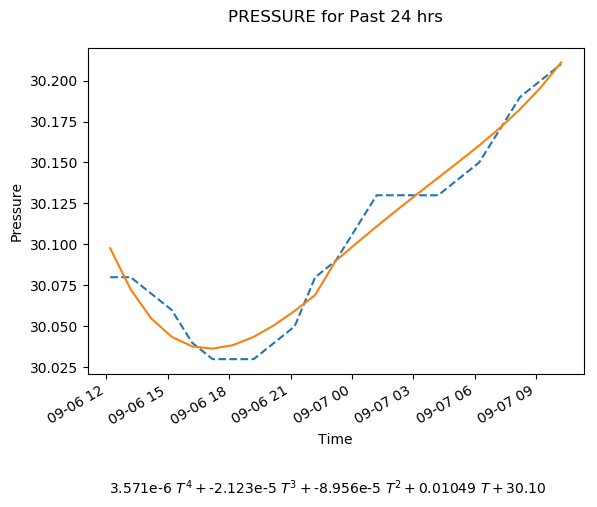 PRESSURE for Past 24 hrs
30.200
30.175
30.150
30.125
30.100
30.075
30.050
30.025
Pressure
09-06 12 09-06 15 09-06 18 09-06 21 09-07 00 09-07 03 09-07 06 09-07 09
Time
3.571e-6 T⁴ + -2.123e-5 T³ + -8.956e-5 T² + 0.01049 T + 30.10